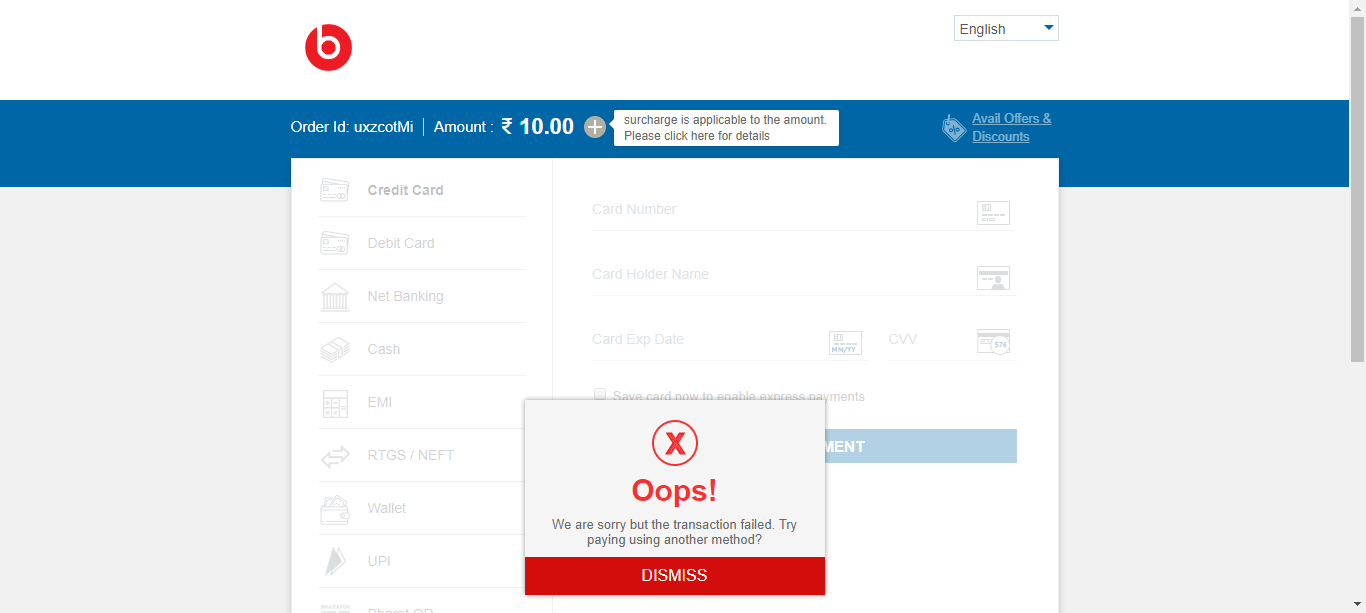 English
Order Id: uxzcotMi
Amount : ₹ 10.00
surcharge is applicable to the amount.
Please click here for details
Avail Offers &
Discounts
Credit Card
Debit Card
Net Banking
Cash
EMI
RTGS / NEFT
Wallet
UPI
Bharat QR
Card Number
Card Holder Name
Card Exp Date
MM/YY
CVV
576
Save card now to enable express payments
MENT
X
Oops!
We are sorry but the transaction failed. Try
paying using another method?
DISMISS